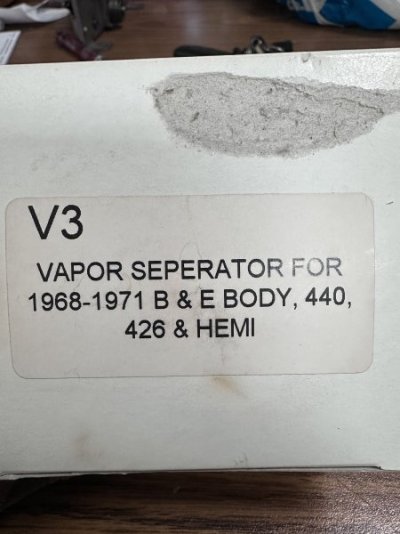 V3
VAPOR SEPERATOR FOR
1968-1971 B & E BODY, 440,
426 & HEMI